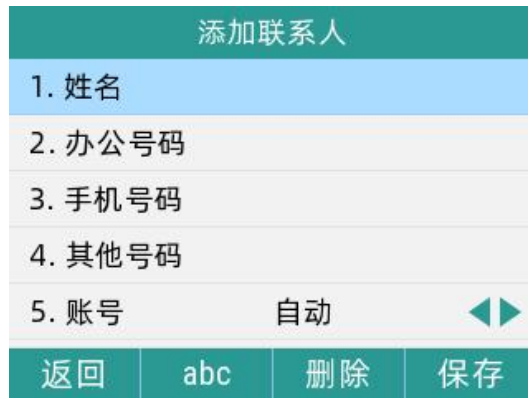 添加联系人
1. 姓名
2. 办公号码
3. 手机号码
4. 其他号码
5. 账号 自动
返回 abc 删除 保存